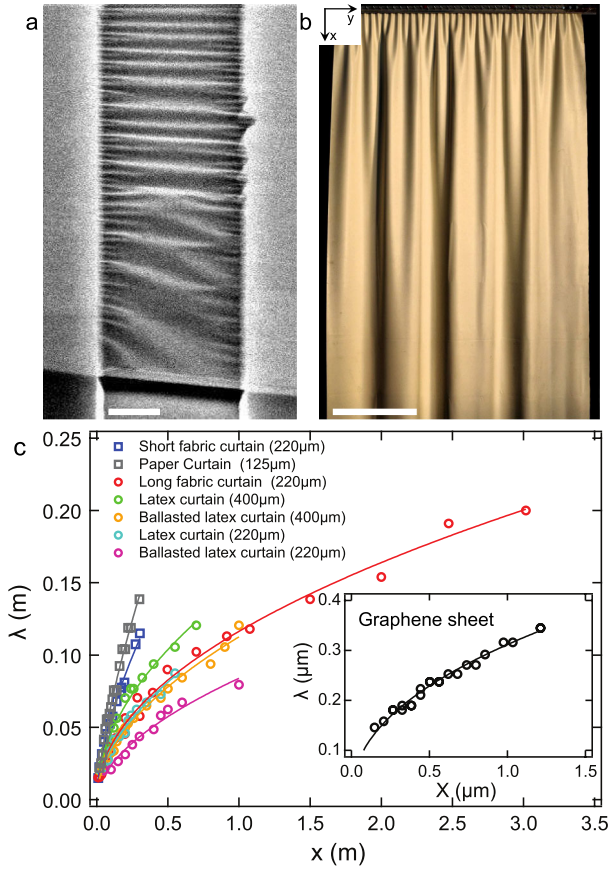 a
b
y
x
c
Short fabric curtain (220µm)
Paper Curtain (125µm)
Long fabric curtain (220µm)
Latex curtain (400µm)
Ballasted latex curtain (400µm)
Latex curtain (220µm)
Ballasted latex curtain (220µm)
0.25
0.20
0.15
0.10
0.05
0.00
λ (m)
0.0 0.5 1.0 1.5 2.0 2.5 3.0 3.5
x (m)
Graphene sheet
0.4
0.3
0.2
0.1
λ (µm)
0.0 0.5 1.0 1.5
X (µm)